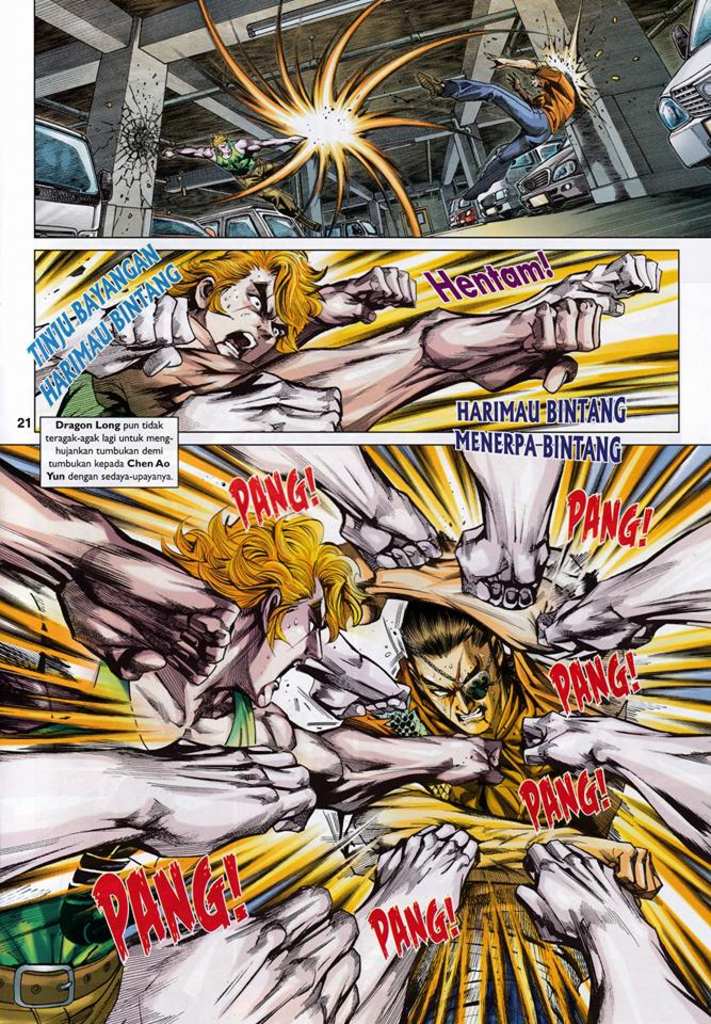 TINJU BAYANGAN
HARIMAU BINTANG
Hentam!
HARIMAU BINTANG
MENERPA BINTANG
21
Dragon Long pun tidak
teragak-agak lagi untuk meng-
hujankan tumbukan demi
tumbukan kepada Chen Ao
Yun dengan sedaya-upayanya.
PANG!
PANG!
PANG!
PANG!
PANG!
PANG!